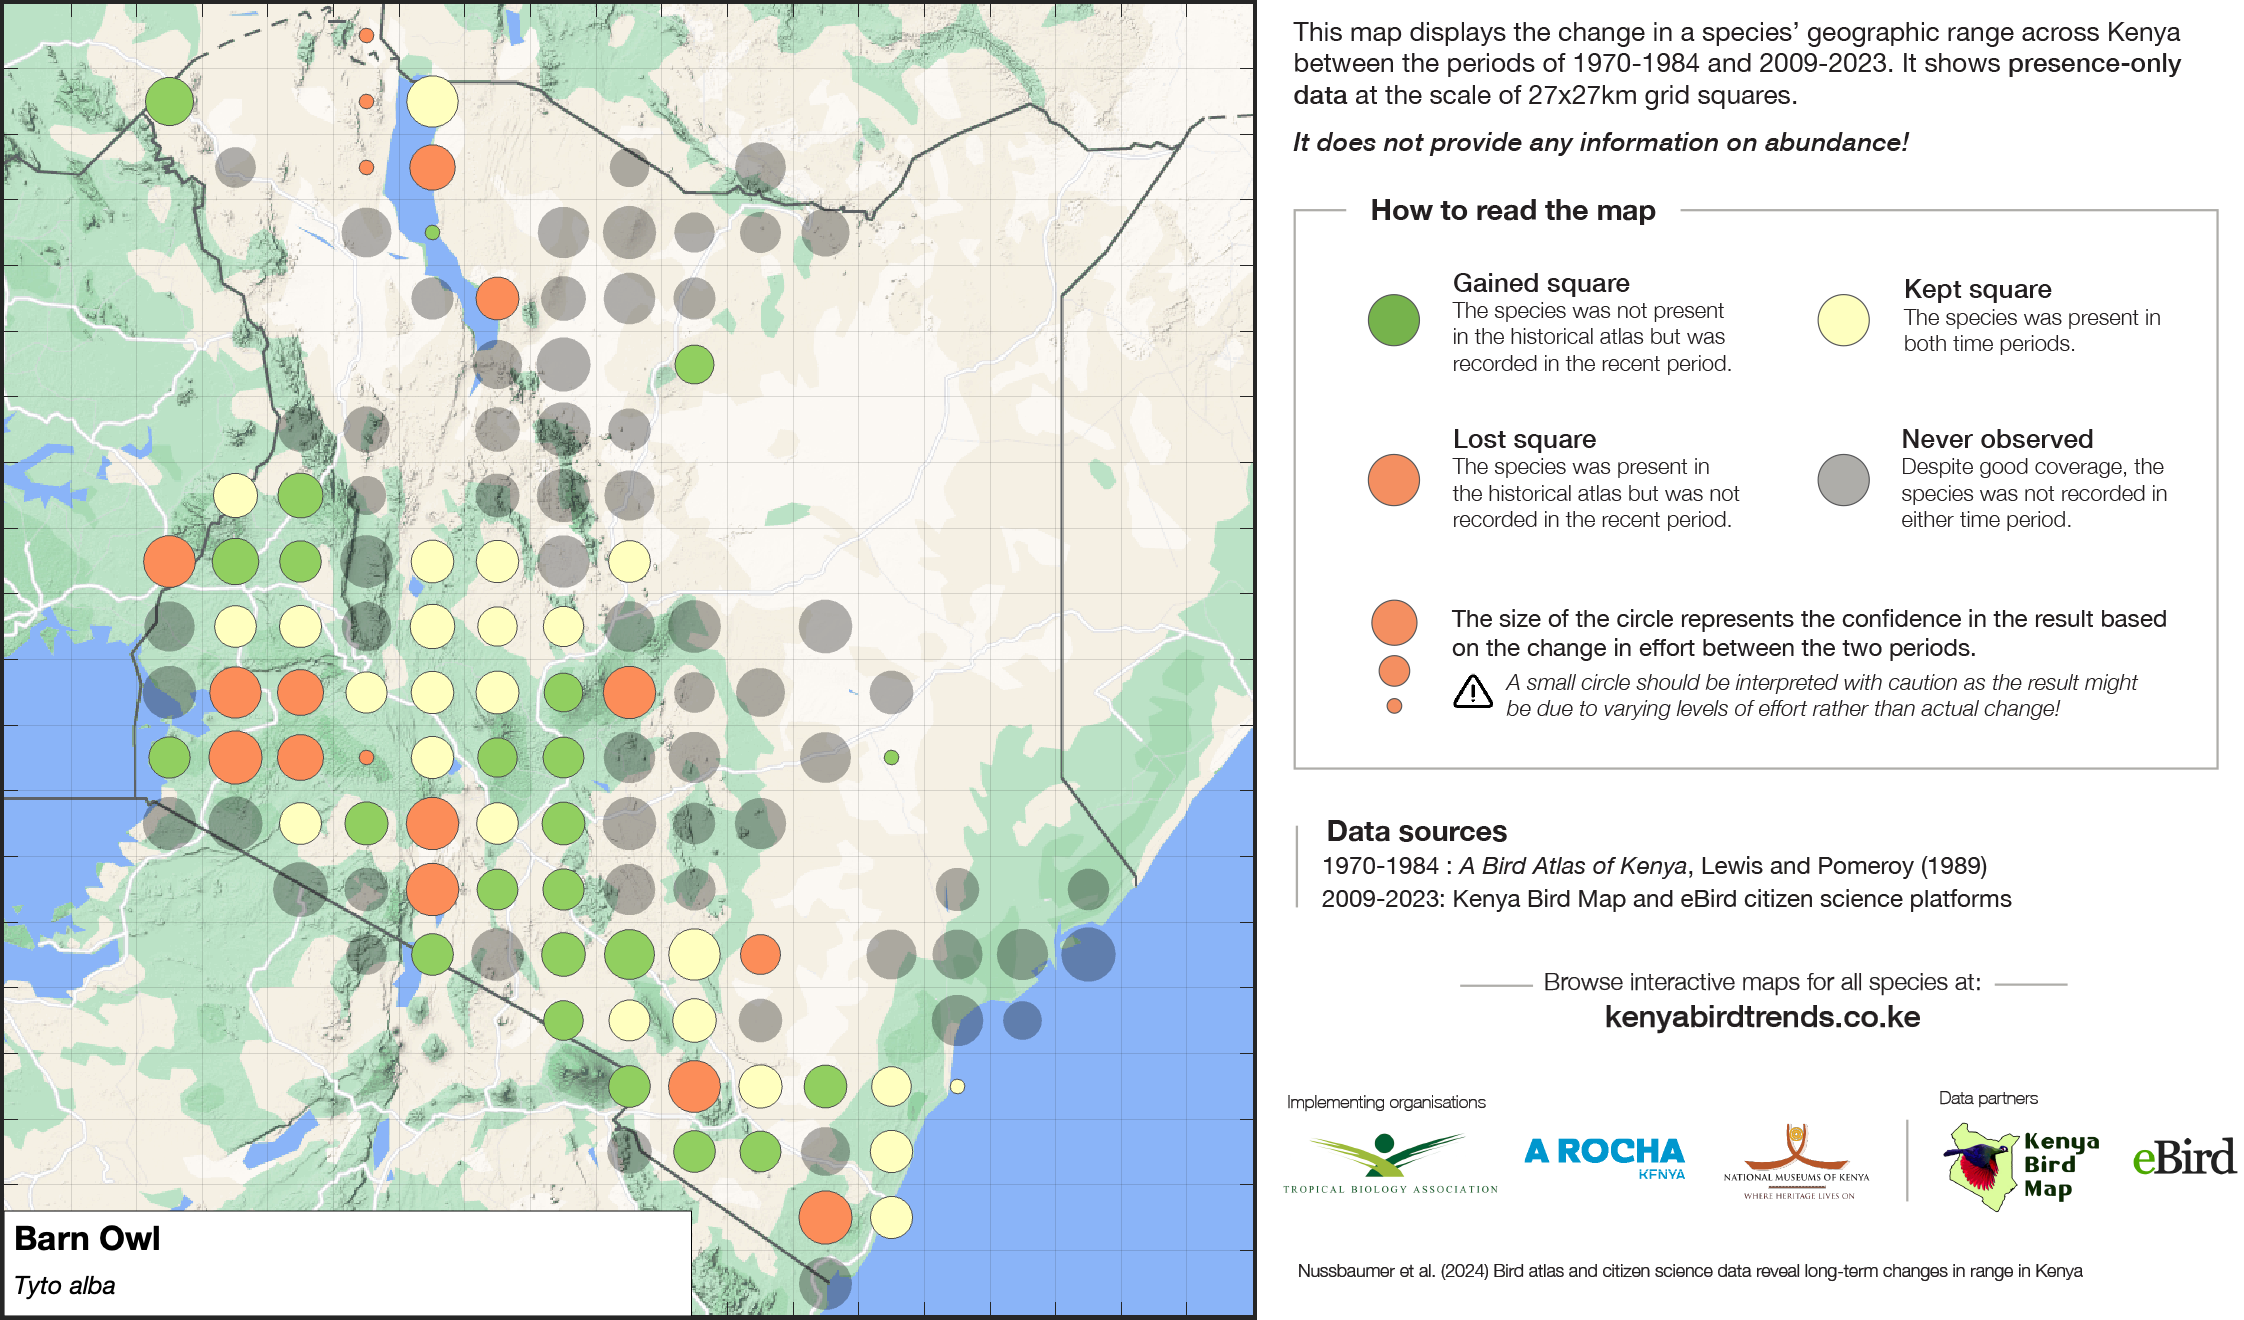 This map displays the change in a species’ geographic range across Kenya
between the periods of 1970-1984 and 2009-2023. It shows presence-only
data at the scale of 27x27km grid squares.
It does not provide any information on abundance!
How to read the map
Gained square
The species was not present
in the historical atlas but was
recorded in the recent period.
Kept square
The species was present in
both time periods.
Lost square
The species was present in
the historical atlas but was not
recorded in the recent period.
Never observed
Despite good coverage, the
species was not recorded in
either time period.
The size of the circle represents the confidence in the result based
on the change in effort between the two periods.
A small circle should be interpreted with caution as the result might
be due to varying levels of effort rather than actual change!
Data sources
1970-1984 : A Bird Atlas of Kenya, Lewis and Pomeroy (1989)
2009-2023: Kenya Bird Map and eBird citizen science platforms
Browse interactive maps for all species at:
kenyabirdtrends.co.ke
Implementing organisations
Data partners
TROPICAL BIOLOGY ASSOCIATION
A ROCHA
KENYA
NATIONAL MUSEUMS OF KENYA
WHERE HERITAGE LIVES ON
Kenya
Bird
Map
eBird
Nussbaumer et al. (2024) Bird atlas and citizen science data reveal long-term changes in range in Kenya
Barn Owl
Tyto alba